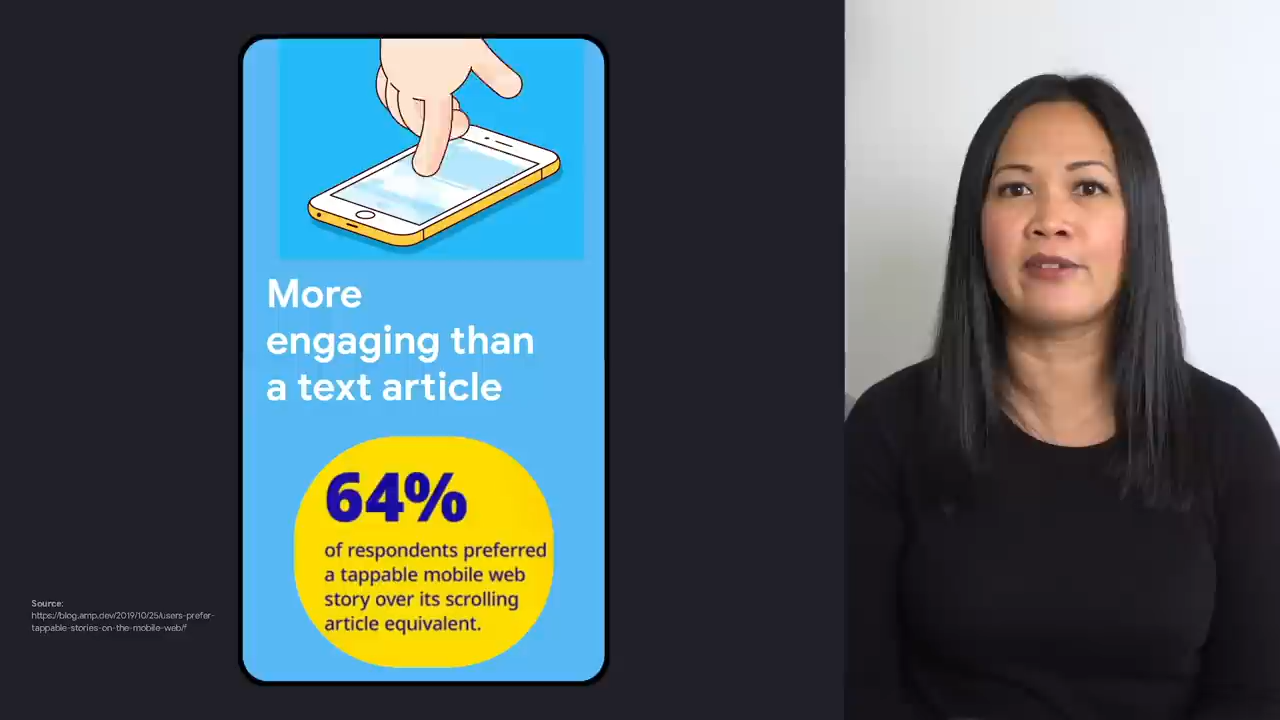 More
engaging than
a text article
64%
of respondents preferred
a tappable mobile web
story over its scrolling
article equivalent.
Source:
https://blog.amp.dev/2019/10/25/users-prefer-
tappable-stories-on-the-mobile-web/f